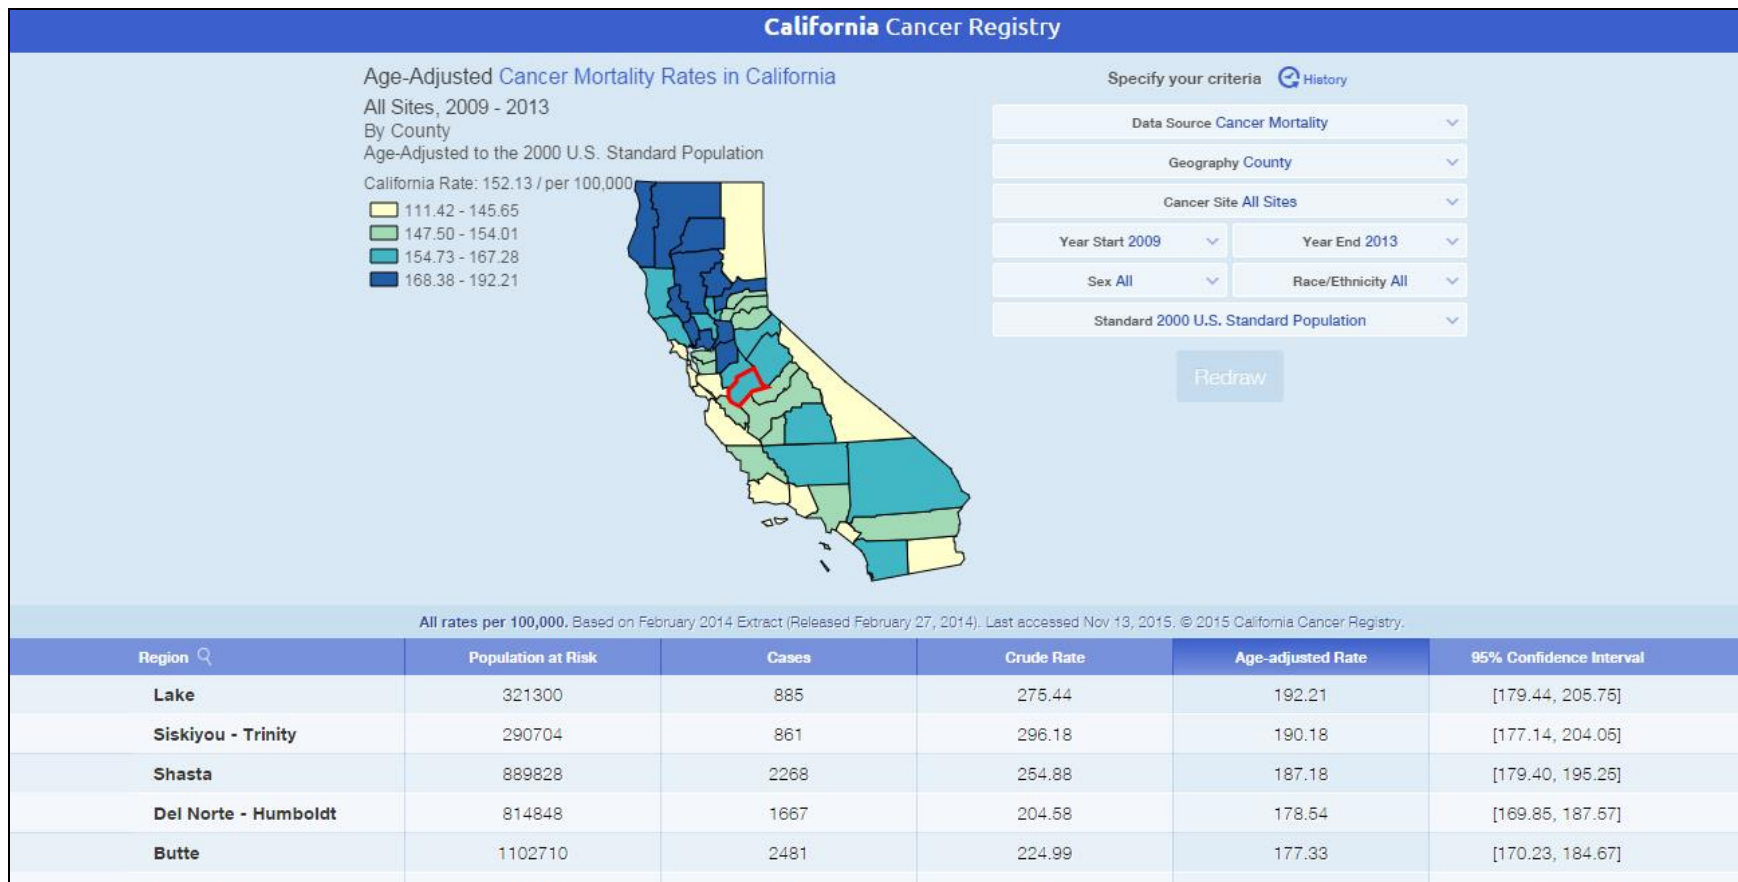 California Cancer Registry
Age-Adjusted Cancer Mortality Rates in California
All Sites, 2009 - 2013
By County
Age-Adjusted to the 2000 U.S. Standard Population
California Rate: 152.13 / per 100,000
111.42 - 145.65
147.50 - 154.01
154.73 - 167.28
168.38 - 192.21
Specify your criteria History
Data Source Cancer Mortality
Geography County
Cancer Site All Sites
Year Start 2009 Year End 2013
Sex All Race/Ethnicity All
Standard 2000 U.S. Standard Population
Redraw
All rates per 100,000. Based on February 2014 Extract (Released February 27, 2014). Last accessed Nov 13, 2015. © 2015 California Cancer Registry.
Region Population at Risk Cases Crude Rate Age-adjusted Rate 95% Confidence Interval
Lake 321300 885 275.44 192.21 [179.44, 205.75]
Siskiyou - Trinity 290704 861 296.18 190.18 [177.14, 204.05]
Shasta 889828 2268 254.88 187.18 [179.40, 195.25]
Del Norte - Humboldt 814848 1667 204.58 178.54 [169.85, 187.57]
Butte 1102710 2481 224.99 177.33 [170.23, 184.67]